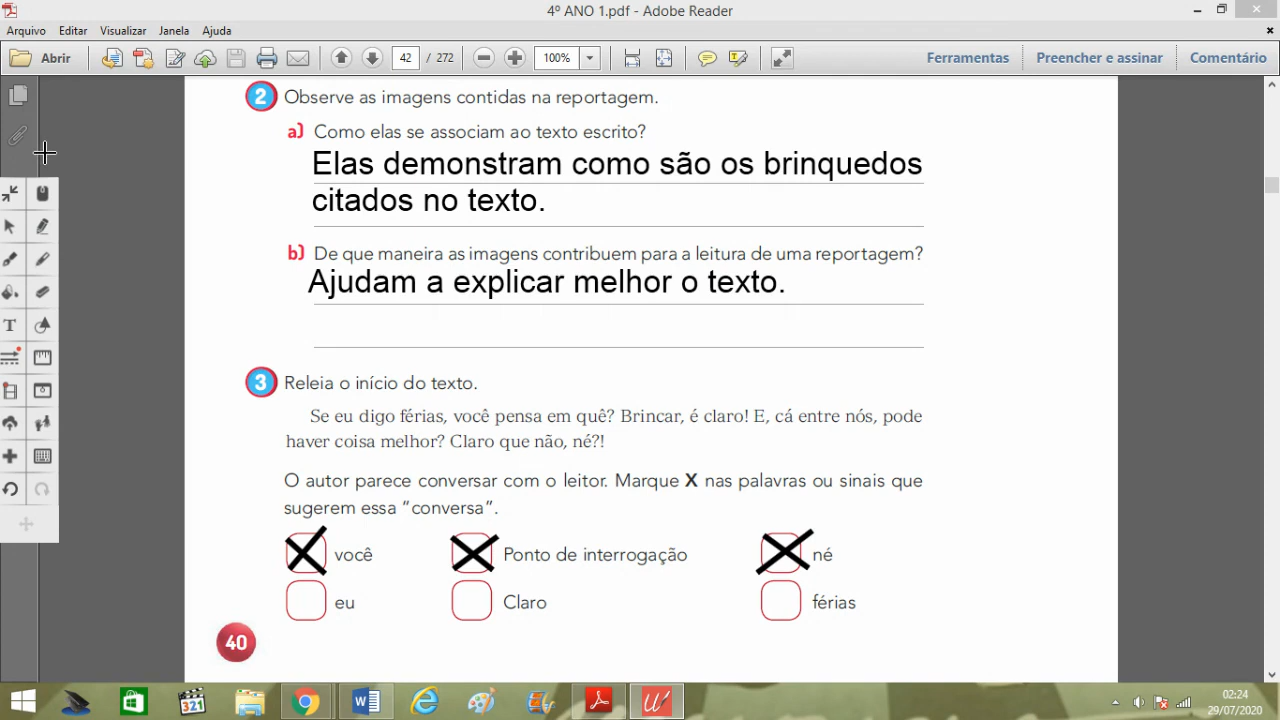 4º ANO 1.pdf - Adobe Reader
Arquivo Editar Visualizar Janela Ajuda
Abrir 42 / 272 100% Ferramentas Preencher e assinar Comentário
2 Observe as imagens contidas na reportagem.
a) Como elas se associam ao texto escrito?
Elas demonstram como são os brinquedos
citados no texto.
b) De que maneira as imagens contribuem para a leitura de uma reportagem?
Ajudam a explicar melhor o texto.
3 Releia o início do texto.
Se eu digo férias, você pensa em quê? Brincar, é claro! E, cá entre nós, pode
haver coisa melhor? Claro que não, né?!
O autor parece conversar com o leitor. Marque X nas palavras ou sinais que
sugerem essa “conversa”.
você Ponto de interrogação né
eu Claro férias
40
321
02:24
29/07/2020